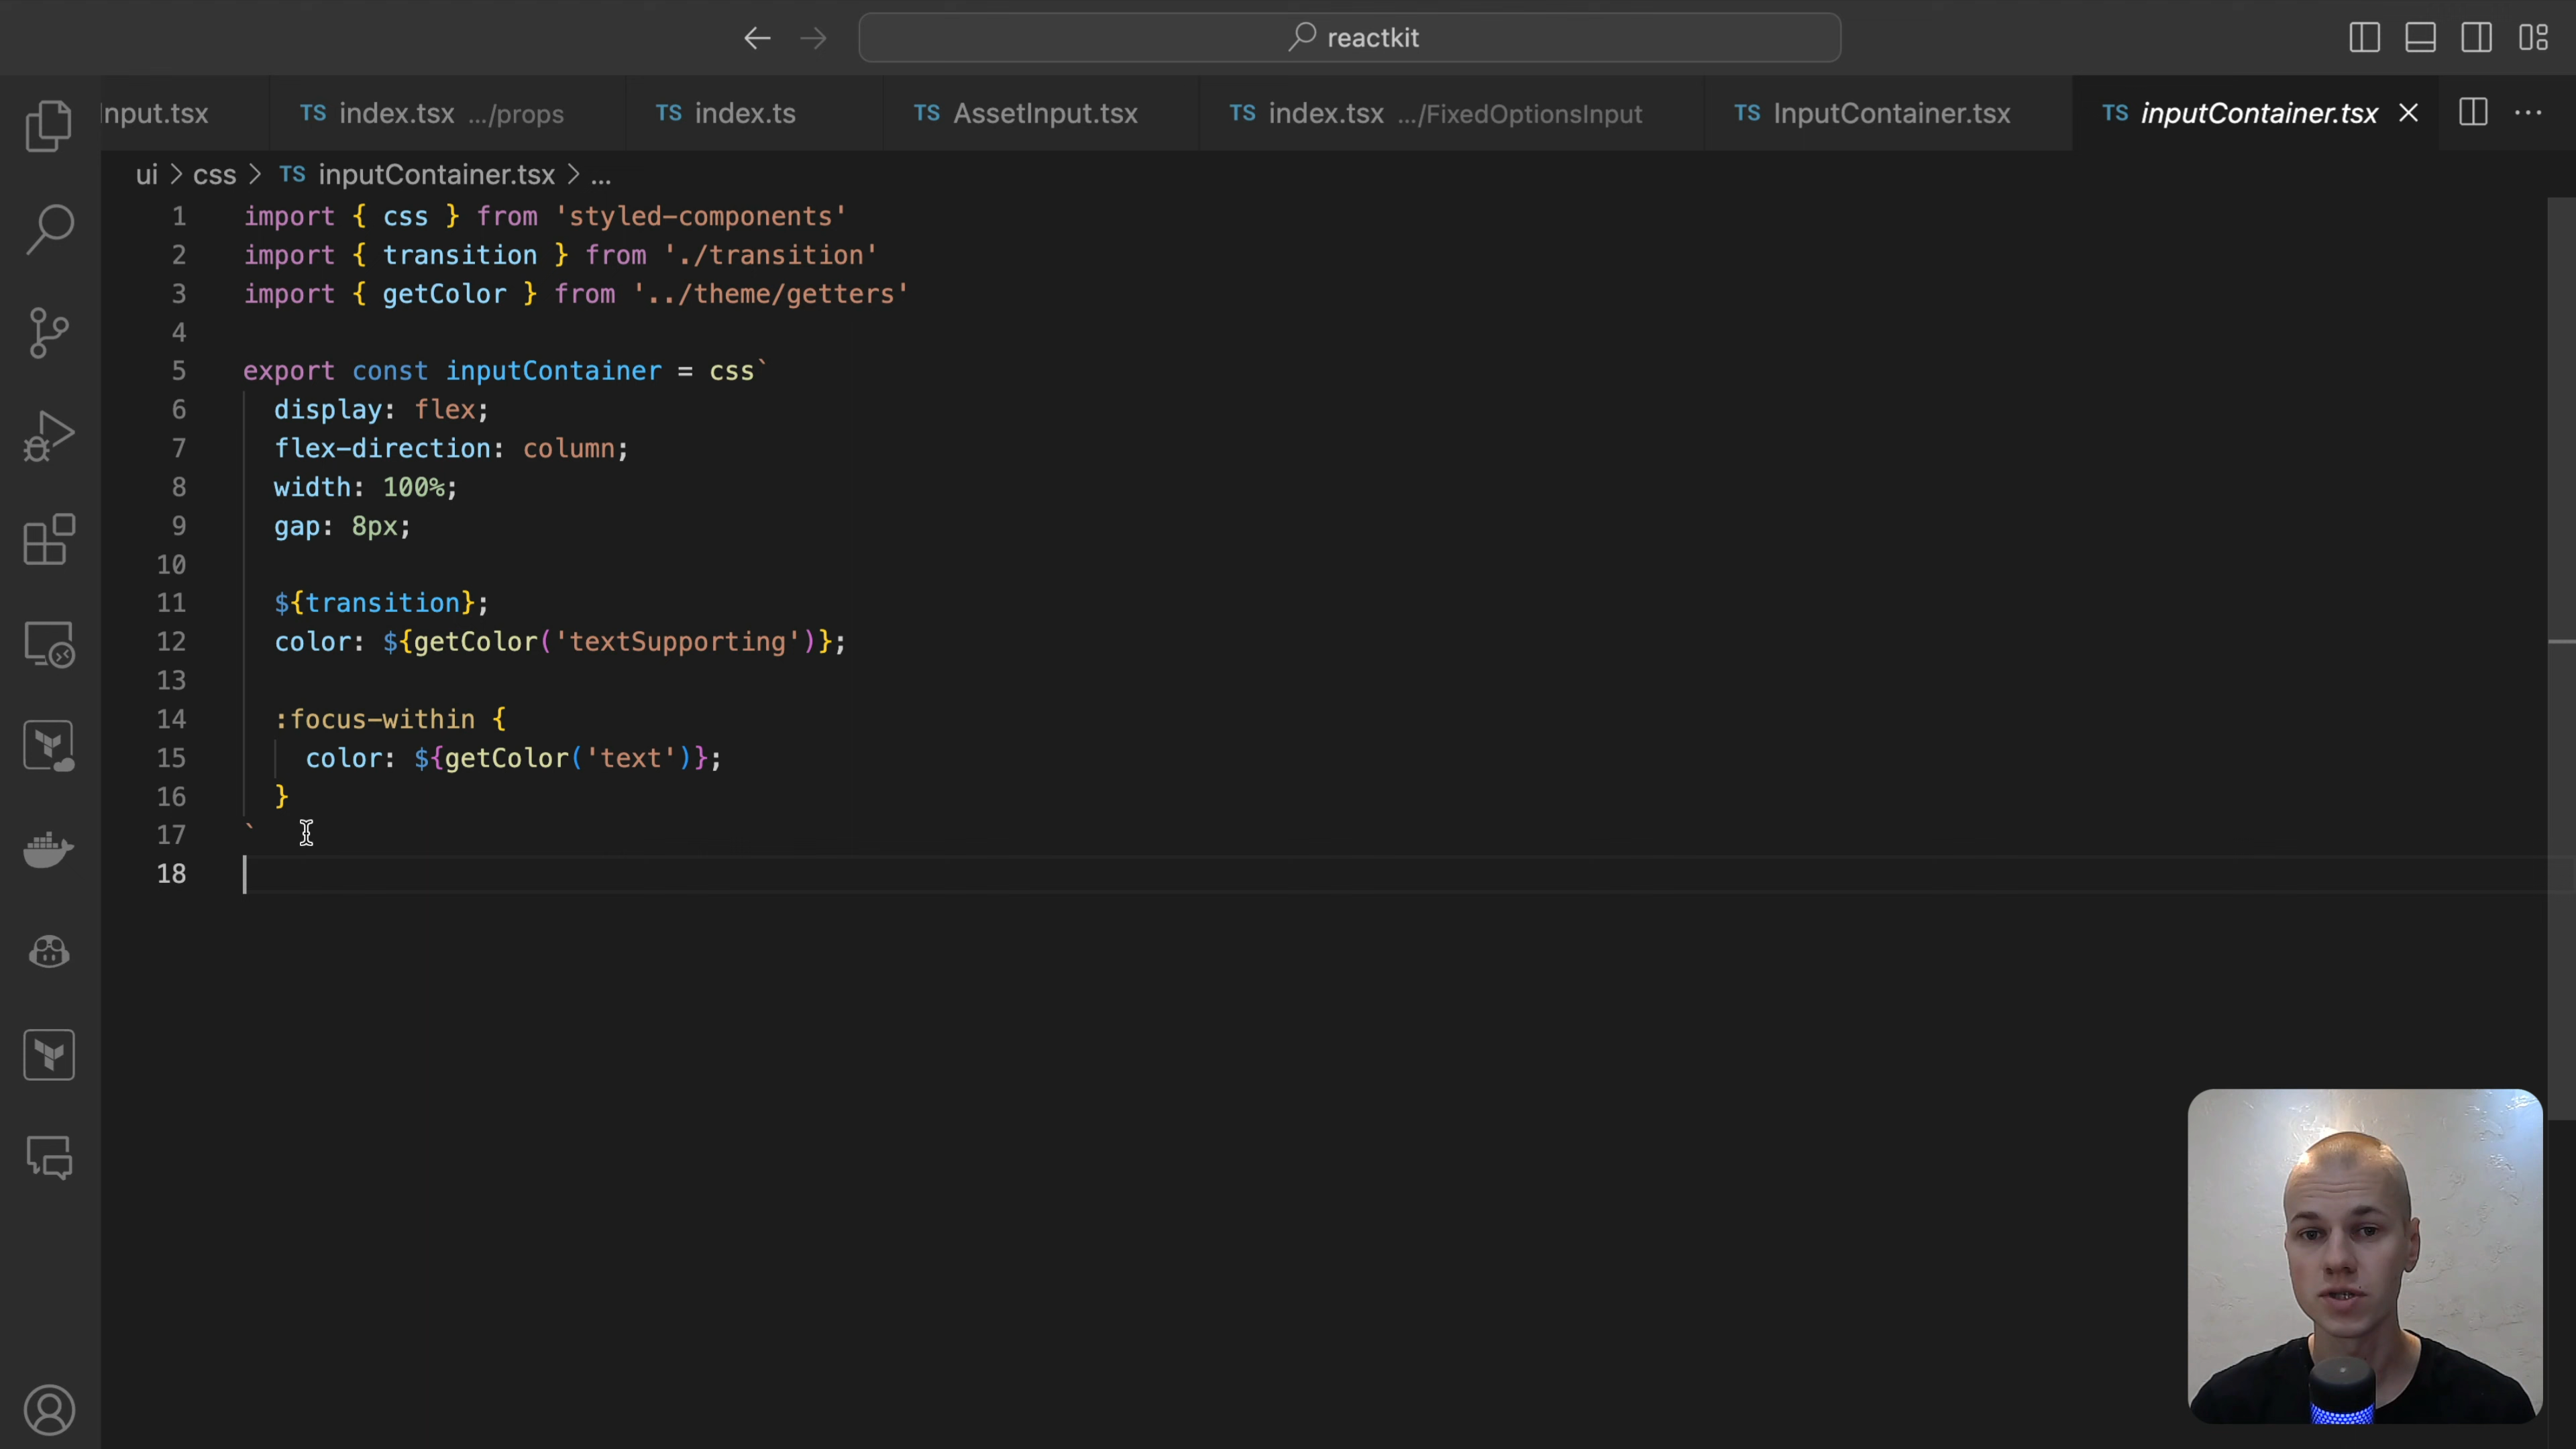 reactkit
nput.tsx
TS index.tsx .../props
TS index.ts
TS AssetInput.tsx
TS index.tsx .../FixedOptionsInput
TS InputContainer.tsx
TS inputContainer.tsx
ui > css > TS inputContainer.tsx > ...
1 import { css } from 'styled-components'
2 import { transition } from './transition'
3 import { getColor } from '../theme/getters'
4
5 export const inputContainer = css`
6 display: flex;
7 flex-direction: column;
8 width: 100%;
9 gap: 8px;
10
11 ${transition};
12 color: ${getColor('textSupporting')};
13
14 :focus-within {
15 color: ${getColor('text')};
16 }
17 `
18